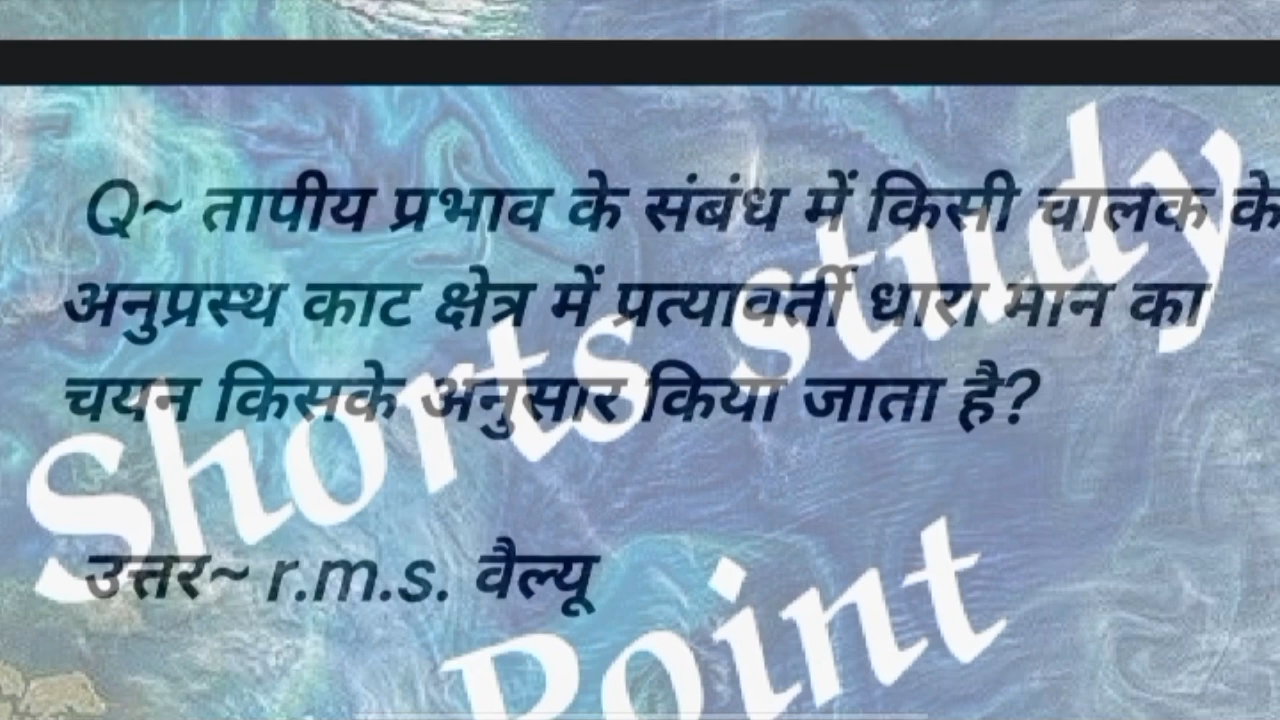 Q~ तापीय प्रभाव के संबंध में किसी चालक के
अनुप्रस्थ काट क्षेत्र में प्रत्यावर्ती धारा मान का
चयन किसके अनुसार किया जाता है?
उत्तर~ r.m.s. वैल्यू
Shorts study
Point